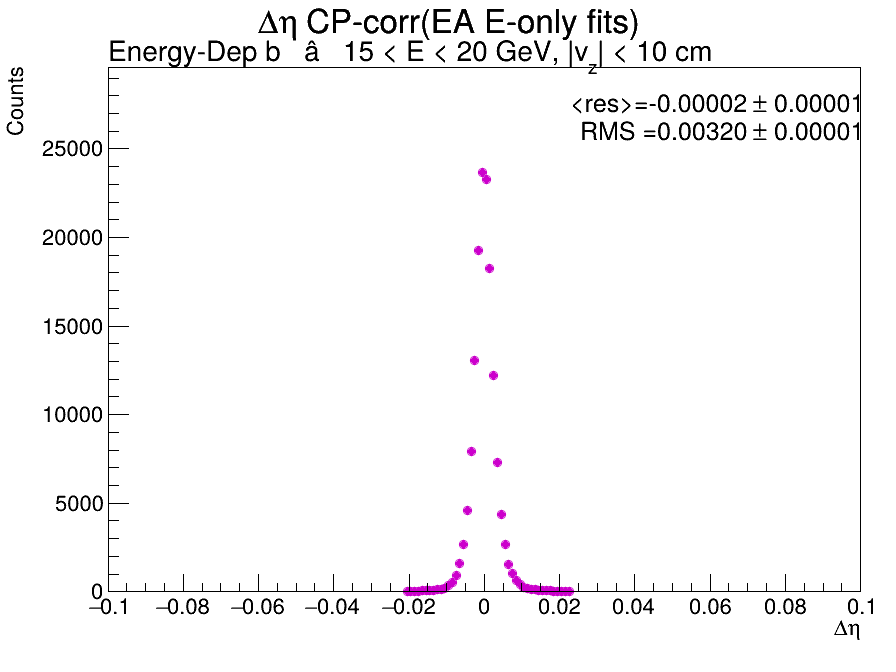 Δη CP-corr(EA E-only fits)
Energy-Dep b â 15 < E < 20 GeV, |v_z| < 10 cm
Counts
<res>=-0.00002 ± 0.00001
RMS =0.00320 ± 0.00001
25000
20000
15000
10000
5000
0
−0.1 −0.08 −0.06 −0.04 −0.02 0 0.02 0.04 0.06 0.08 0.1
Δη